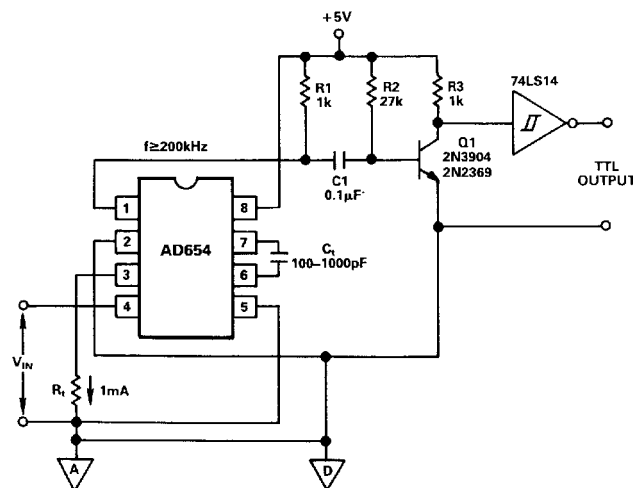 +5V
R1
1k
R2
27k
R3
1k
74LS14
f≥200kHz
C1
0.1μF
Q1
2N3904
2N2369
TTL
OUTPUT
1
8
2
AD654
7
3
6
4
5
Ct
100–1000pF
VIN
Rt
1mA
A
D